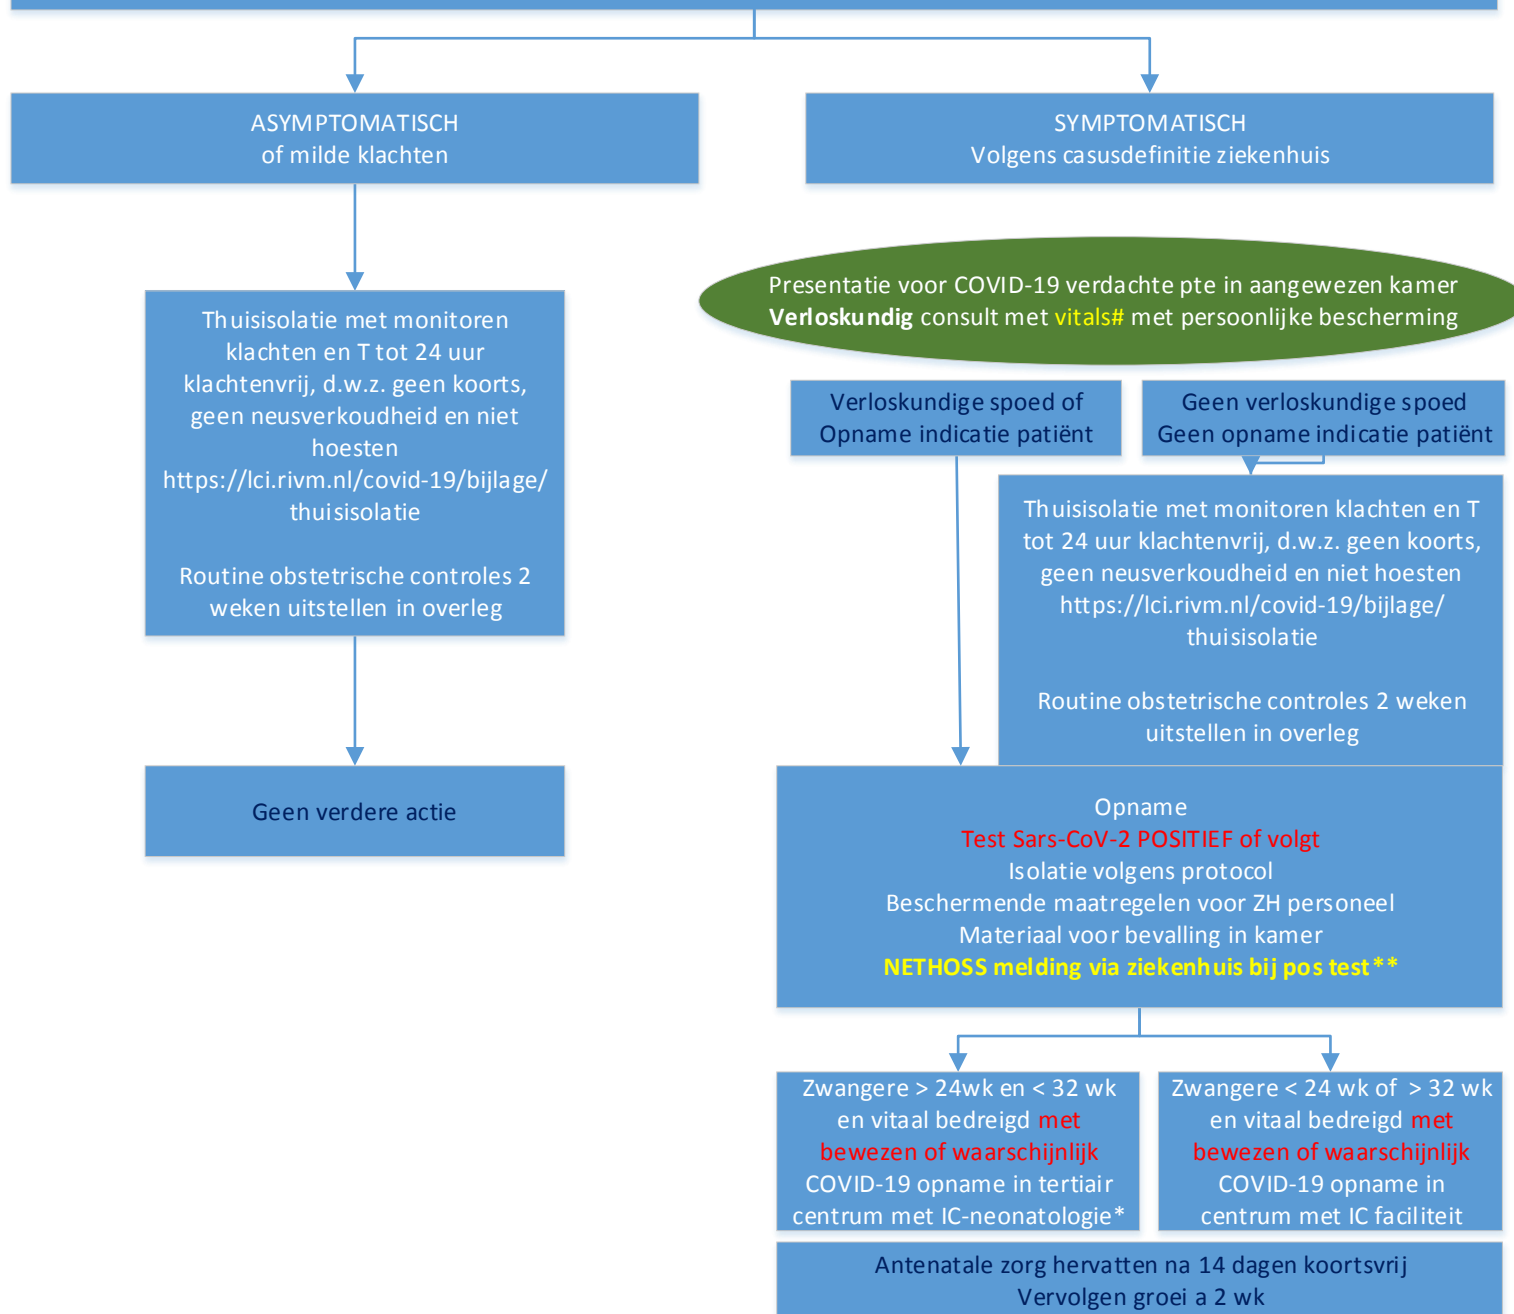 ASYMPTOMATISCH
of milde klachten
SYMPTOMATISCH
Volgens casusdefinitie ziekenhuis
Presentatie voor COVID-19 verdachte pte in aangewezen kamer
Verloskundig consult met vitals# met persoonlijke bescherming
Thuisisolatie met monitoren
klachten en T tot 24 uur
klachtenvrij, d.w.z. geen koorts,
geen neusverkoudheid en niet
hoesten
https://lci.rivm.nl/covid-19/bijlage/
thuisisolatie
Routine obstetrische controles 2
weken uitstellen in overleg
Geen verdere actie
Verloskundige spoed of
Opname indicatie patiënt
Geen verloskundige spoed
Geen opname indicatie patiënt
Thuisisolatie met monitoren klachten en T
tot 24 uur klachtenvrij, d.w.z. geen koorts,
geen neusverkoudheid en niet hoesten
https://lci.rivm.nl/covid-19/bijlage/
thuisisolatie
Routine obstetrische controles 2 weken
uitstellen in overleg
Opname
Test Sars-CoV-2 POSITIEF of volgt
Isolatie volgens protocol
Beschermende maatregelen voor ZH personeel
Materiaal voor bevalling in kamer
NETHOSS melding via ziekenhuis bij pos test**
Zwangere > 24wk en < 32 wk
en vitaal bedreigd met
bewezen of waarschijnlijk
COVID-19 opname in tertiair
centrum met IC-neonatologie*
Zwangere < 24 wk of > 32 wk
en vitaal bedreigd met
bewezen of waarschijnlijk
COVID-19 opname in
centrum met IC faciliteit
Antenatale zorg hervatten na 14 dagen koortsvrij
Vervolgen groei a 2 wk